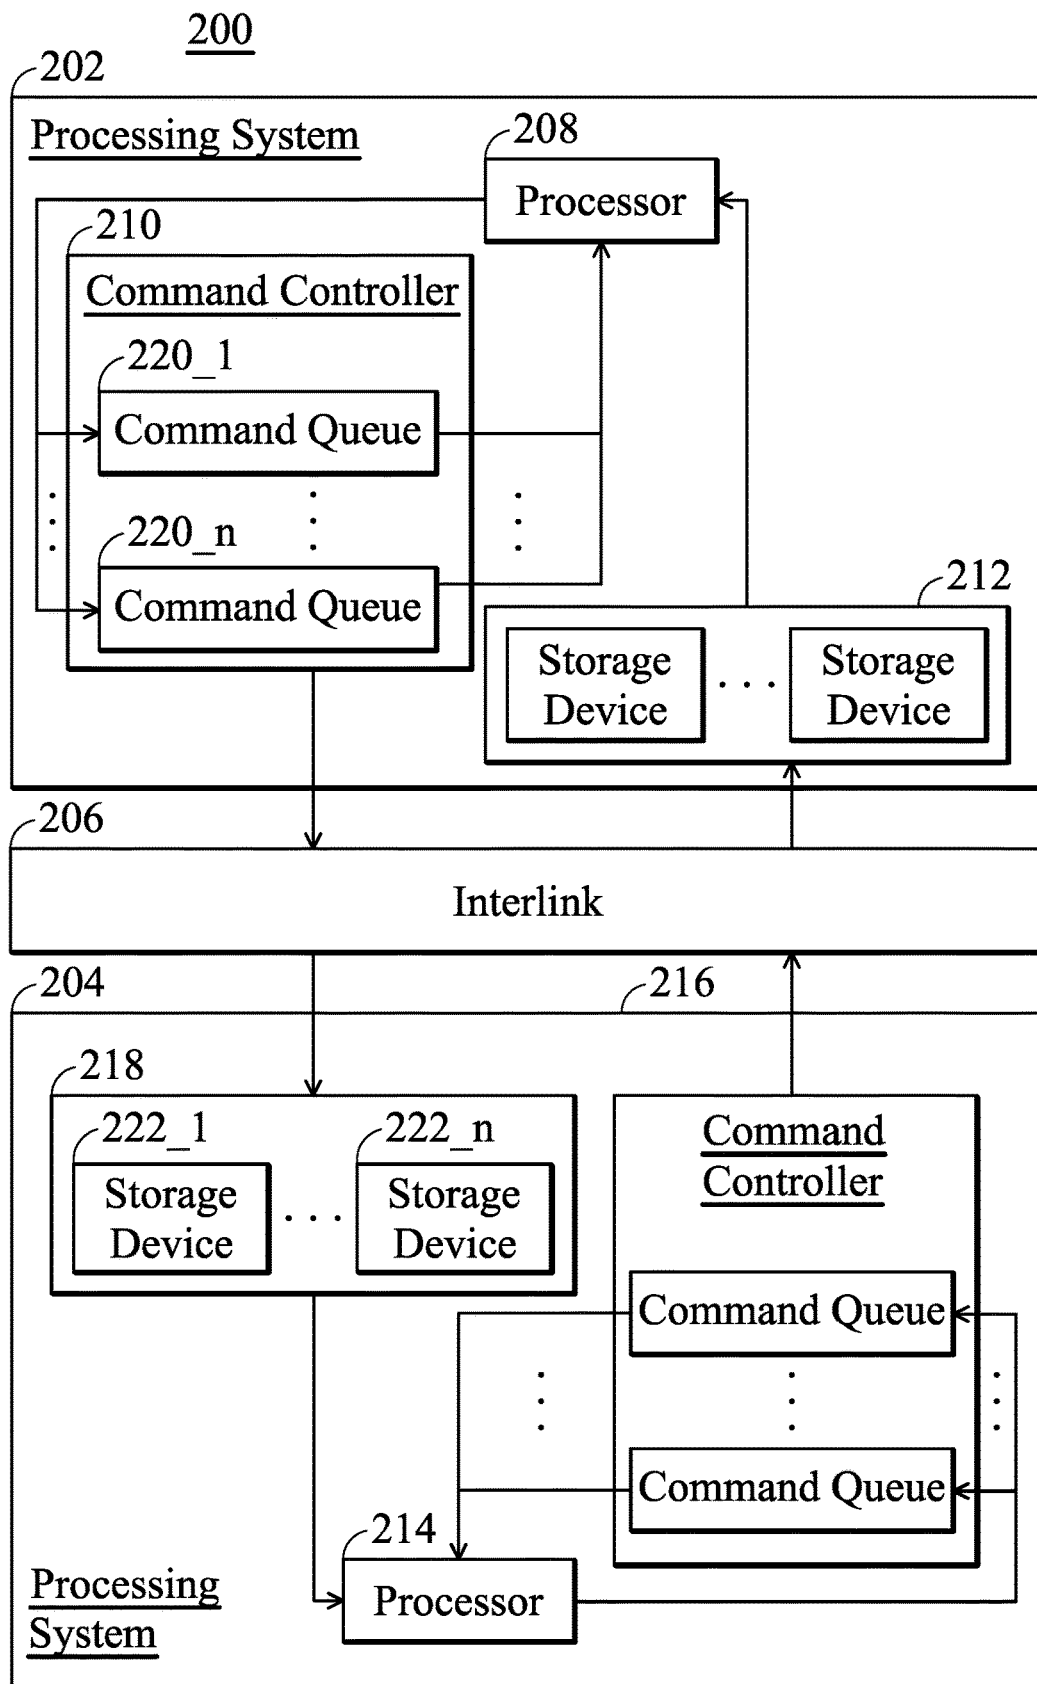 200
202
Processing System
208
Processor
210
Command Controller
220_1
Command Queue
220_n
Command Queue
212
Storage
Device
Storage
Device
206
Interlink
204
216
218
222_1
Storage
Device
222_n
Storage
Device
Command
Controller
Command Queue
Command Queue
214
Processor
Processing
System